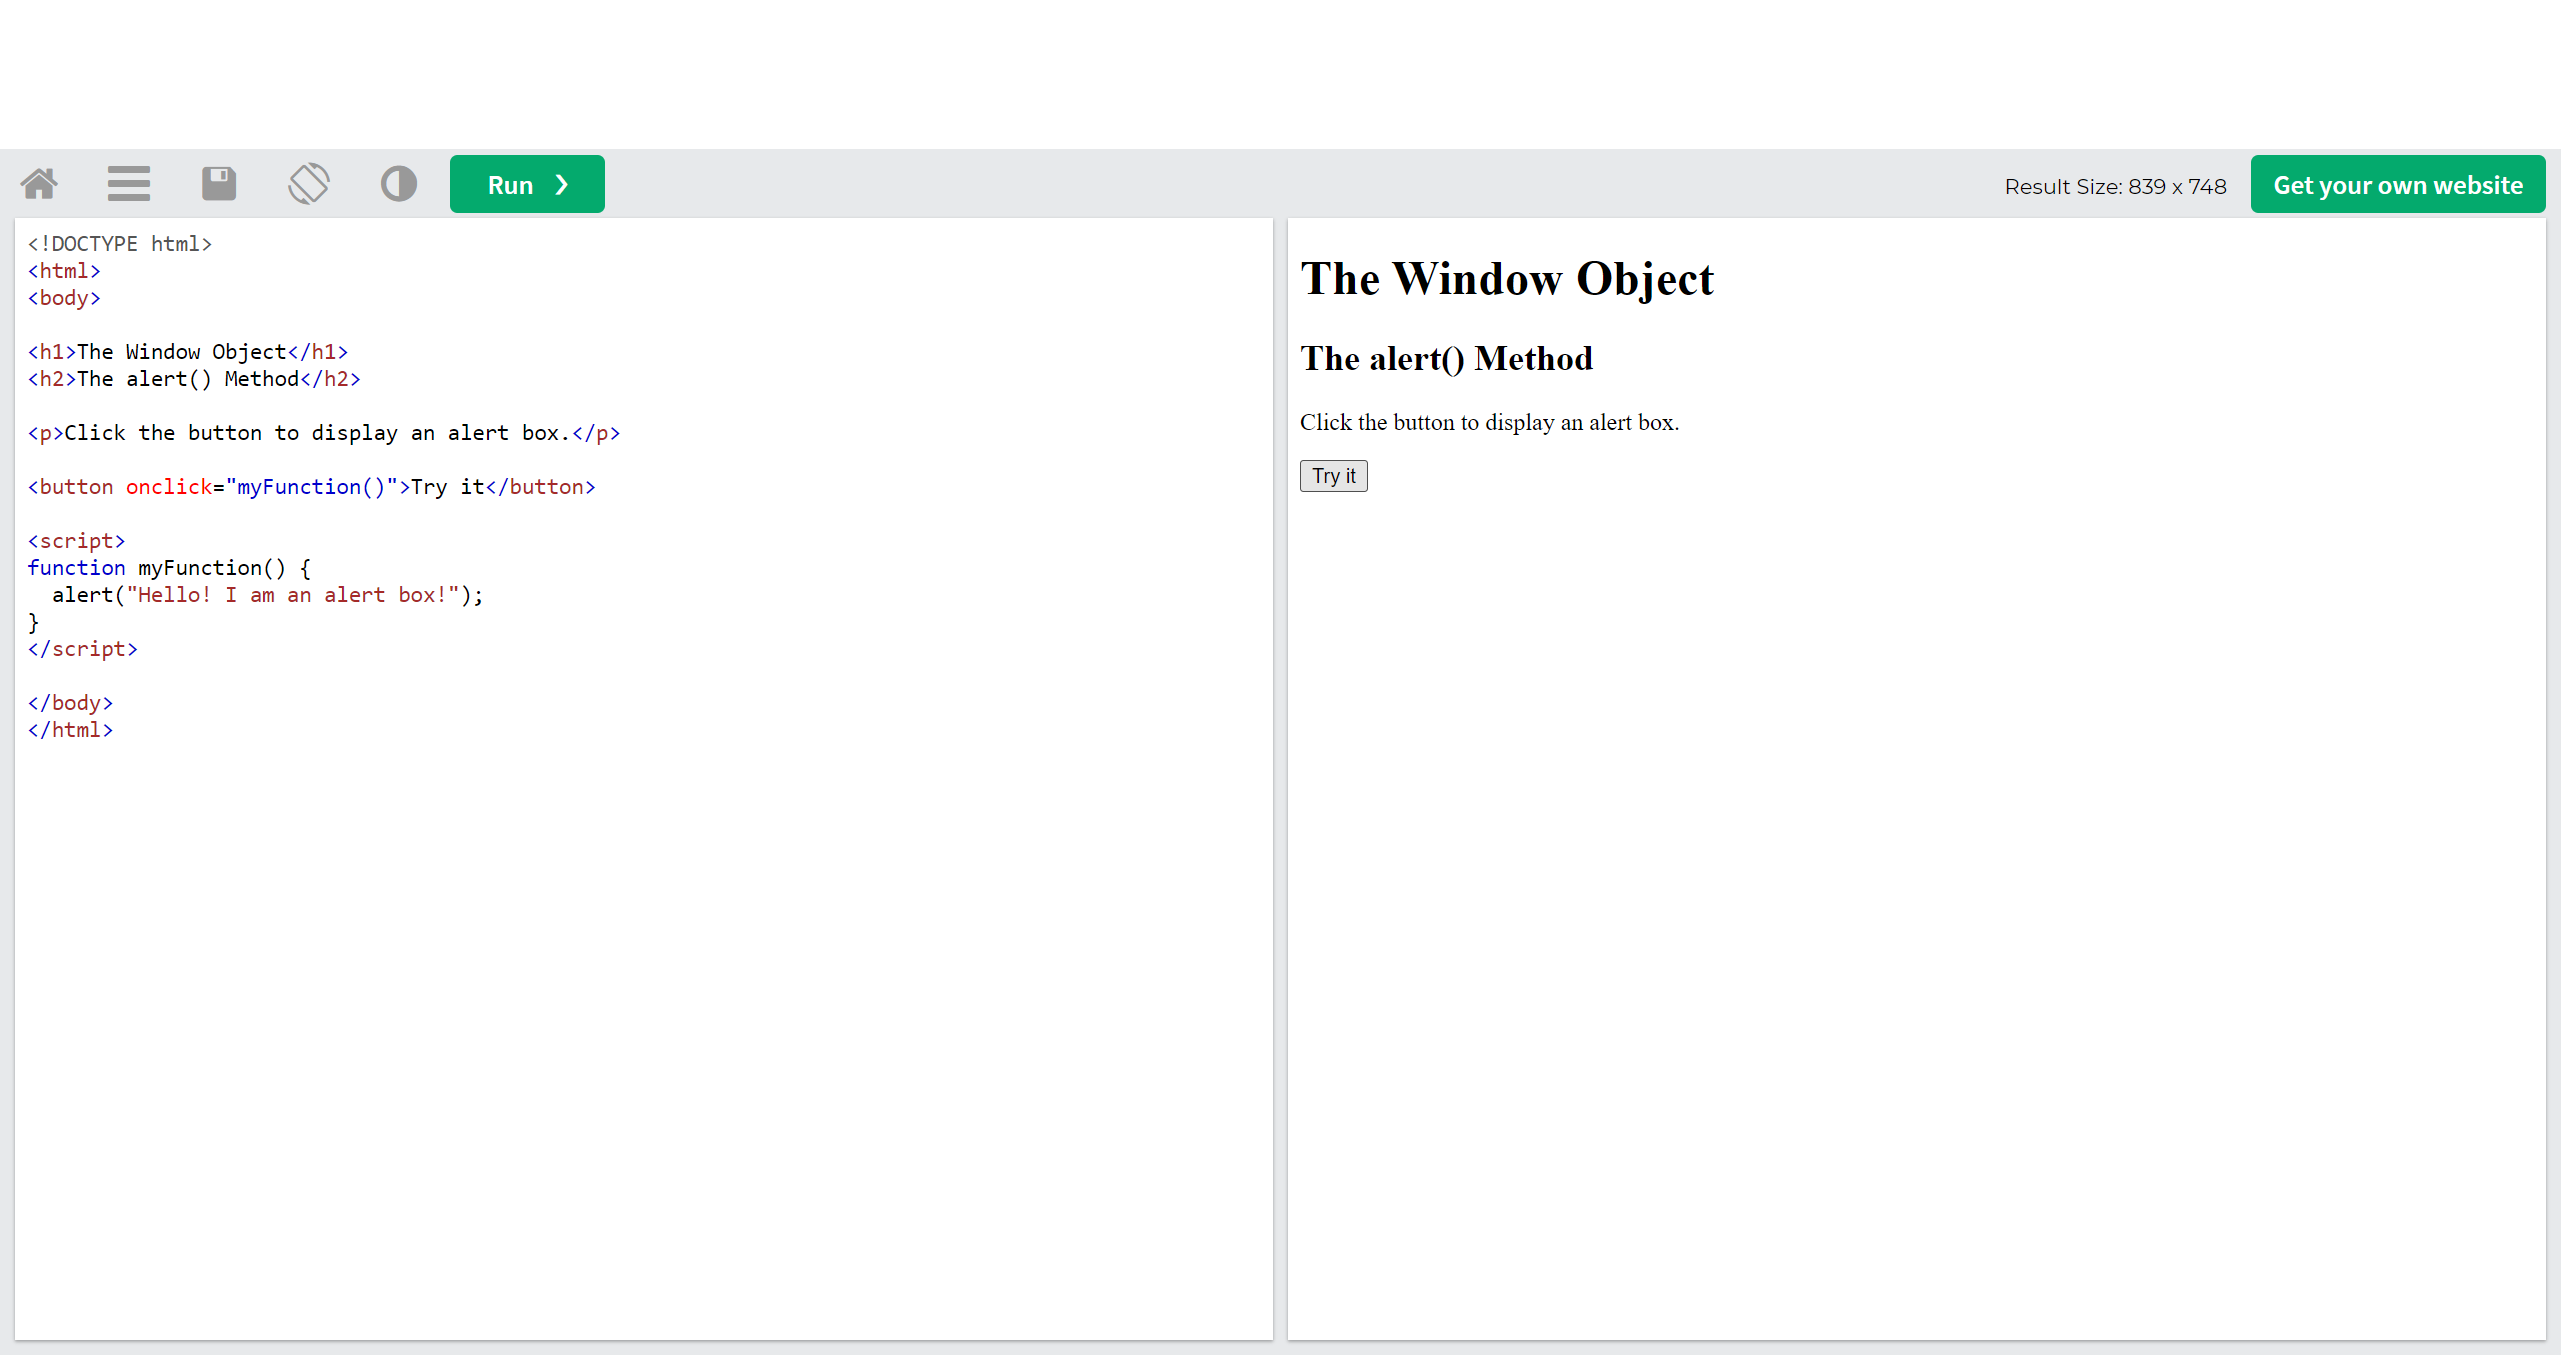 Run ❯
Result Size: 839 x 748
Get your own website
<!DOCTYPE html>
<html>
<body>
<h1>The Window Object</h1>
<h2>The alert() Method</h2>
<p>Click the button to display an alert box.</p>
<button onclick="myFunction()">Try it</button>
<script>
function myFunction() {
  alert("Hello! I am an alert box!");
}
</script>
</body>
</html>
The Window Object
The alert() Method
Click the button to display an alert box.
Try it